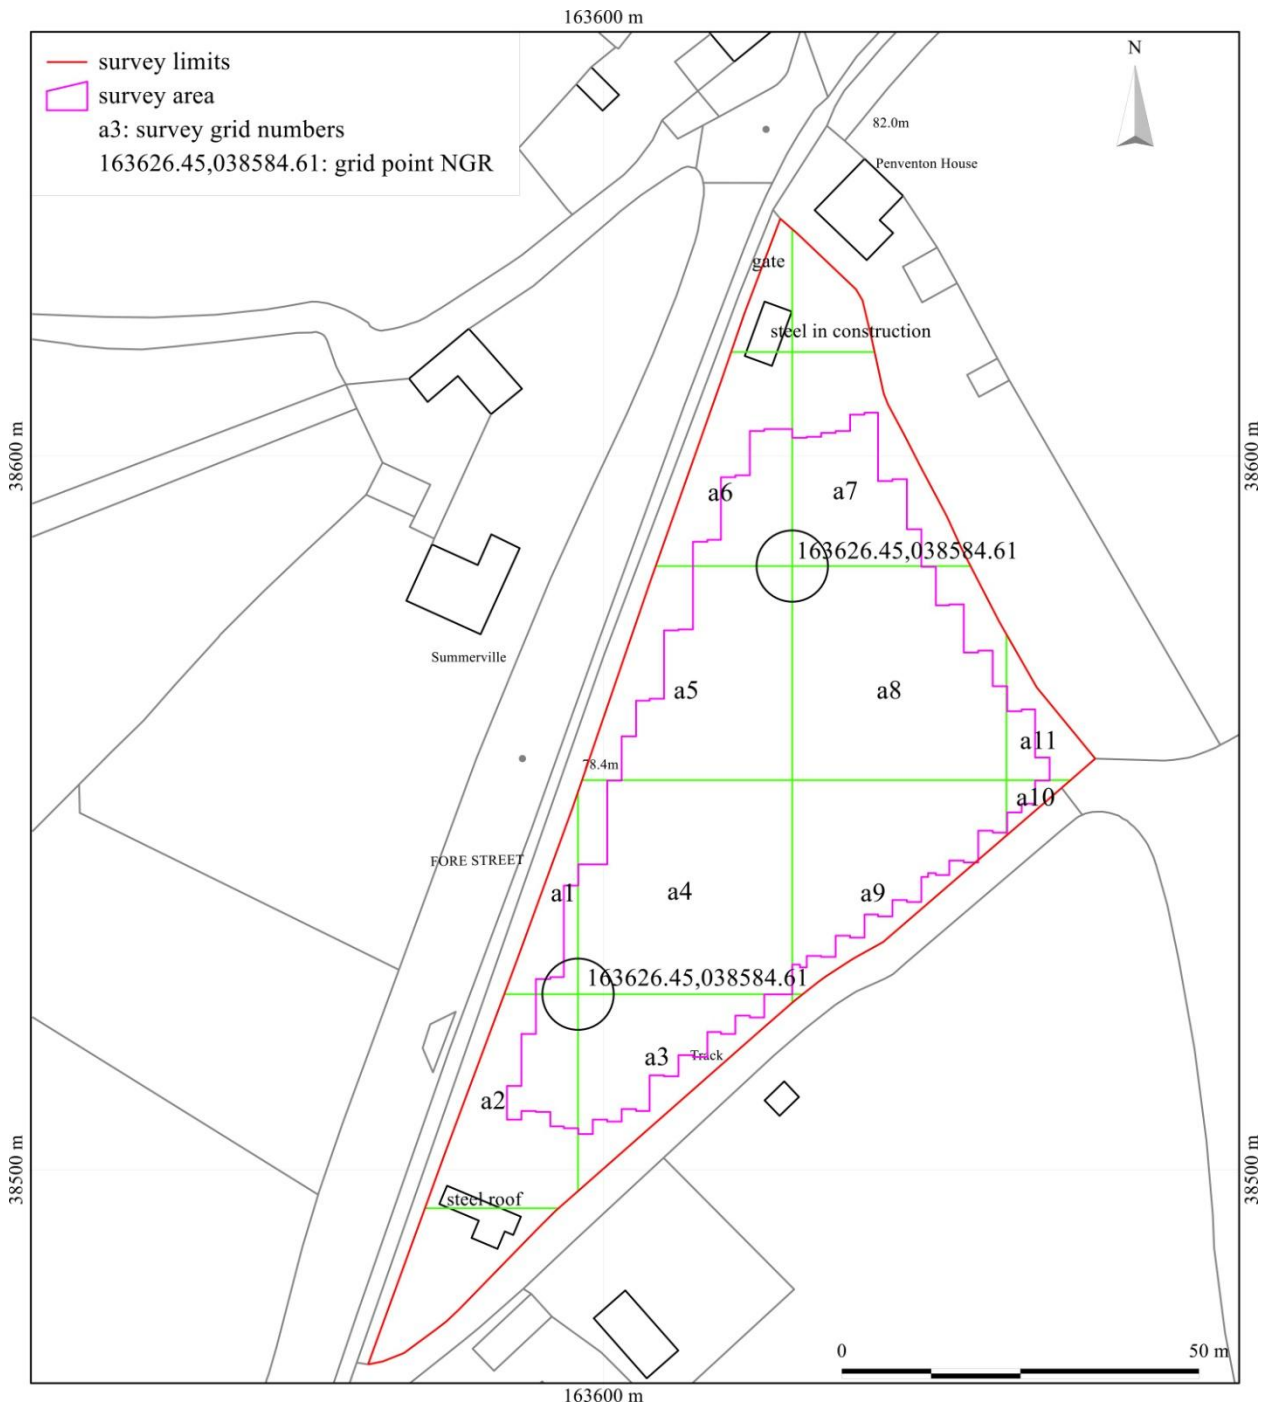 163600 m
survey limits
survey area
a3: survey grid numbers
163626.45,038584.61: grid point NGR
N
82.0m
Penventon House
gate
steel in construction
38600 m
38600 m
a6
a7
163626.45,038584.61
Summerville
a5
a8
a11
78.4m
a10
FORE STREET
a1
a4
a9
163626.45,038584.61
a3
Track
a2
38500 m
38500 m
steel roof
0
50 m
163600 m